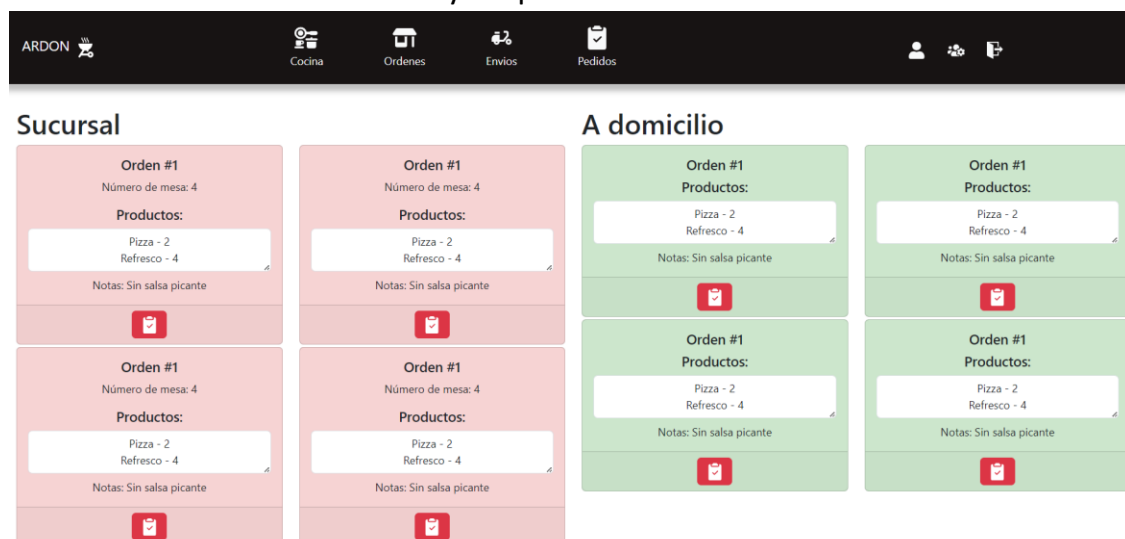 ARDON
Cocina
Ordenes
Envios
Pedidos
Sucursal
Orden #1
Número de mesa: 4
Productos:
Pizza - 2
Refresco - 4
Notas: Sin salsa picante
Orden #1
Número de mesa: 4
Productos:
Pizza - 2
Refresco - 4
Notas: Sin salsa picante
Orden #1
Número de mesa: 4
Productos:
Pizza - 2
Refresco - 4
Notas: Sin salsa picante
Orden #1
Número de mesa: 4
Productos:
Pizza - 2
Refresco - 4
Notas: Sin salsa picante
A domicilio
Orden #1
Productos:
Pizza - 2
Refresco - 4
Notas: Sin salsa picante
Orden #1
Productos:
Pizza - 2
Refresco - 4
Notas: Sin salsa picante
Orden #1
Productos:
Pizza - 2
Refresco - 4
Notas: Sin salsa picante
Orden #1
Productos:
Pizza - 2
Refresco - 4
Notas: Sin salsa picante